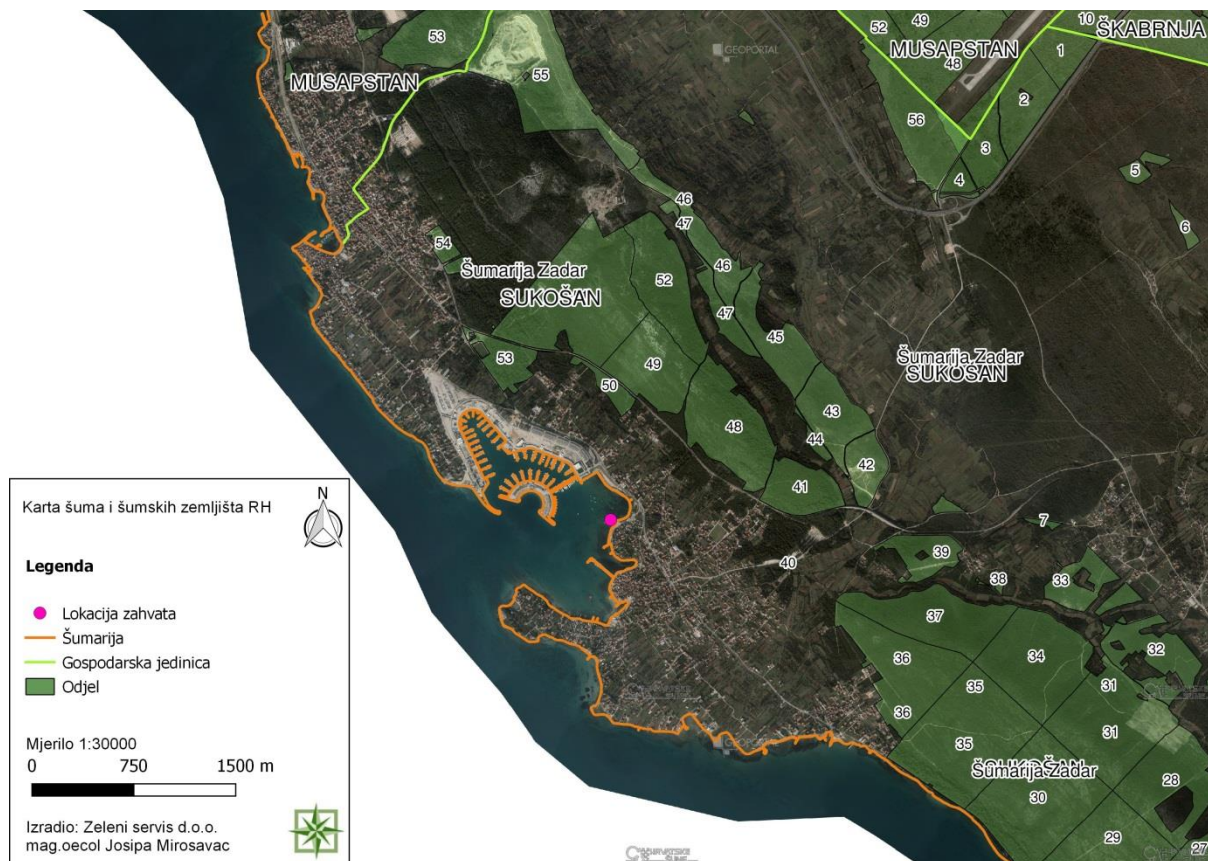 53
55
MUSAPSTAN
52
49
10
ŠKABRNJA
MUSAPSTAN
48
1
GEOPORTAL
2
56
3
4
5
6
46
47
54
Šumarija Zadar
SUKOŠAN
52
46
47
45
53
49
50
Šumarija Zadar
SUKOŠAN
43
48
44
42
41
7
40
39
38
33
37
36
34
32
35
31
36
31
35
GEOPORTAL
Šumarija Zadar
30
28
29
27
Karta šuma i šumskih zemljišta RH
N
Legenda
Lokacija zahvata
Šumarija
Gospodarska jedinica
Odjel
Mjerilo 1:30000
0 750 1500 m
Izradio: Zeleni servis d.o.o.
mag.oecol Josipa Mirosavac